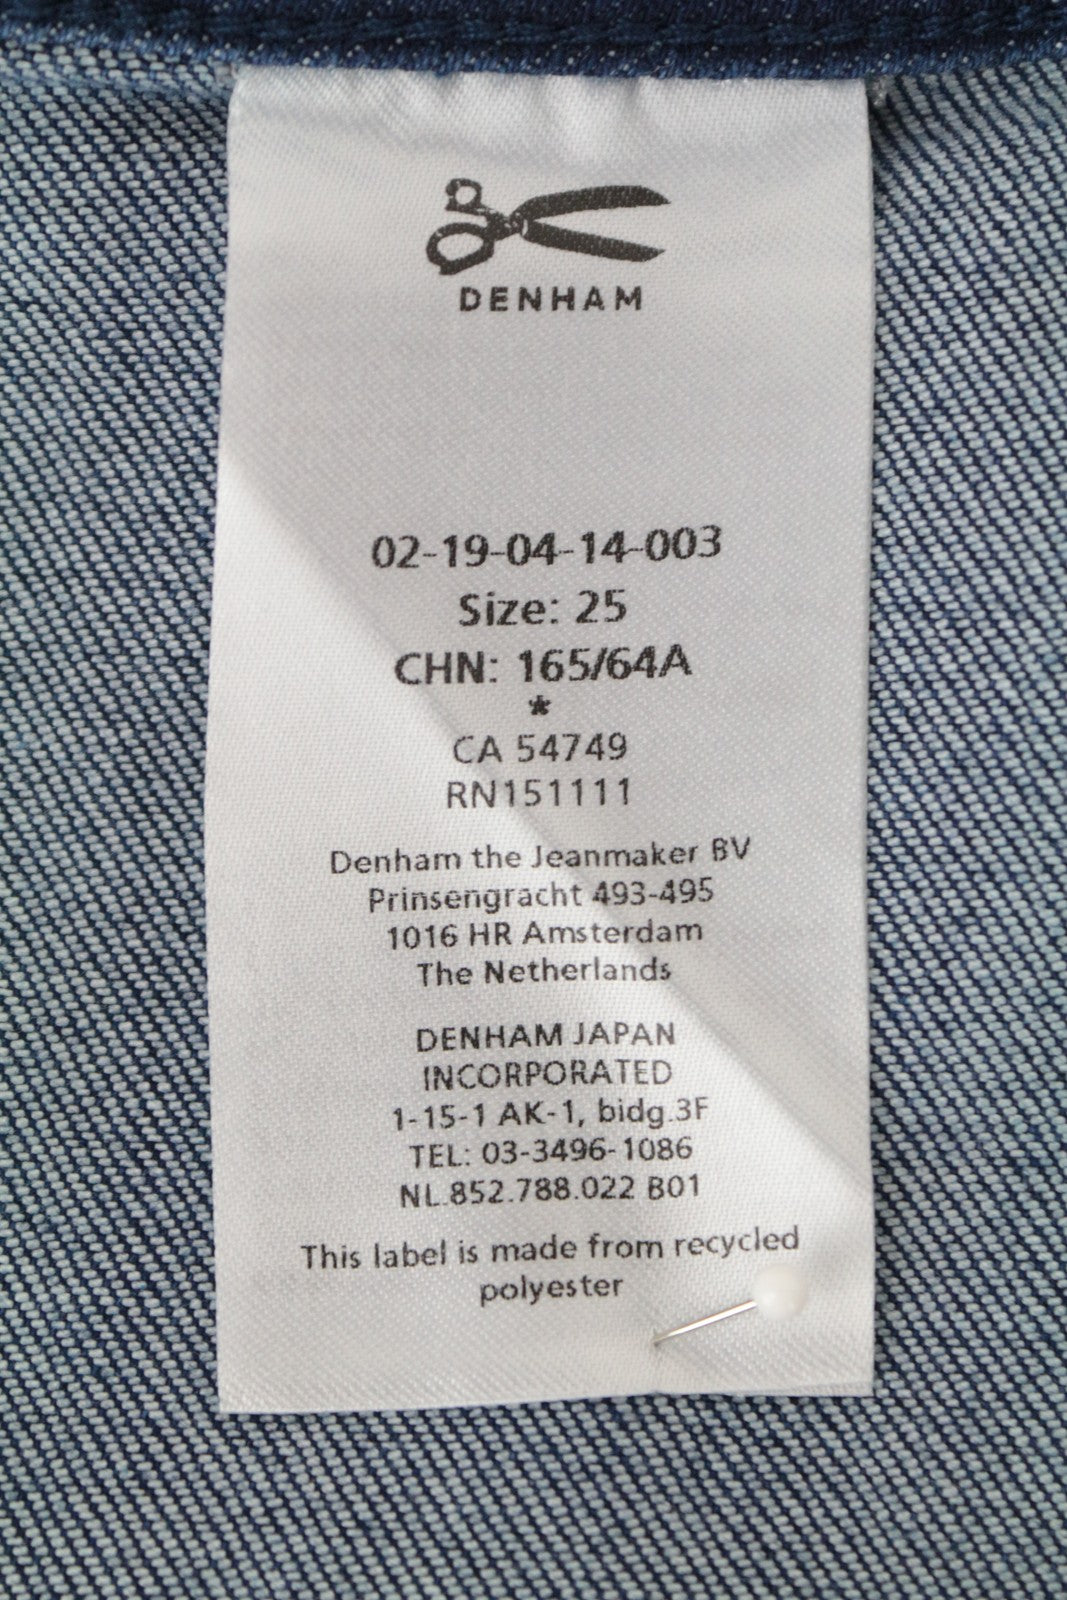 DENHAM
02-19-04-14-003
Size: 25
CHN: 165/64A
*
CA 54749
RN151111
Denham the Jeanmaker BV
Prinsengracht 493-495
1016 HR Amsterdam
The Netherlands
DENHAM JAPAN
INCORPORATED
1-15-1 AK-1, bidg.3F
TEL: 03-3496-1086
NL.852.788.022 B01
This label is made from recycled
polyester